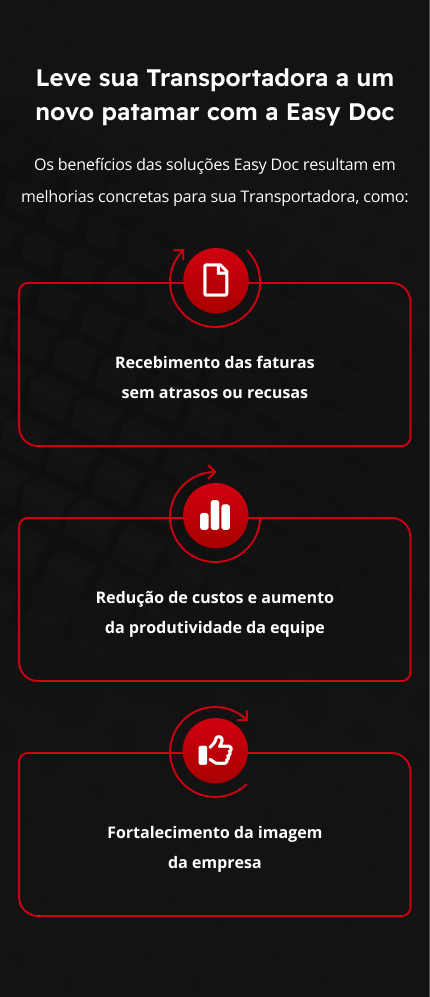 Leve sua Transportadora a um
novo patamar com a Easy Doc
Os benefícios das soluções Easy Doc resultam em
melhorias concretas para sua Transportadora, como:
Recebimento das faturas
sem atrasos ou recusas
Redução de custos e aumento
da produtividade da equipe
Fortalecimento da imagem
da empresa